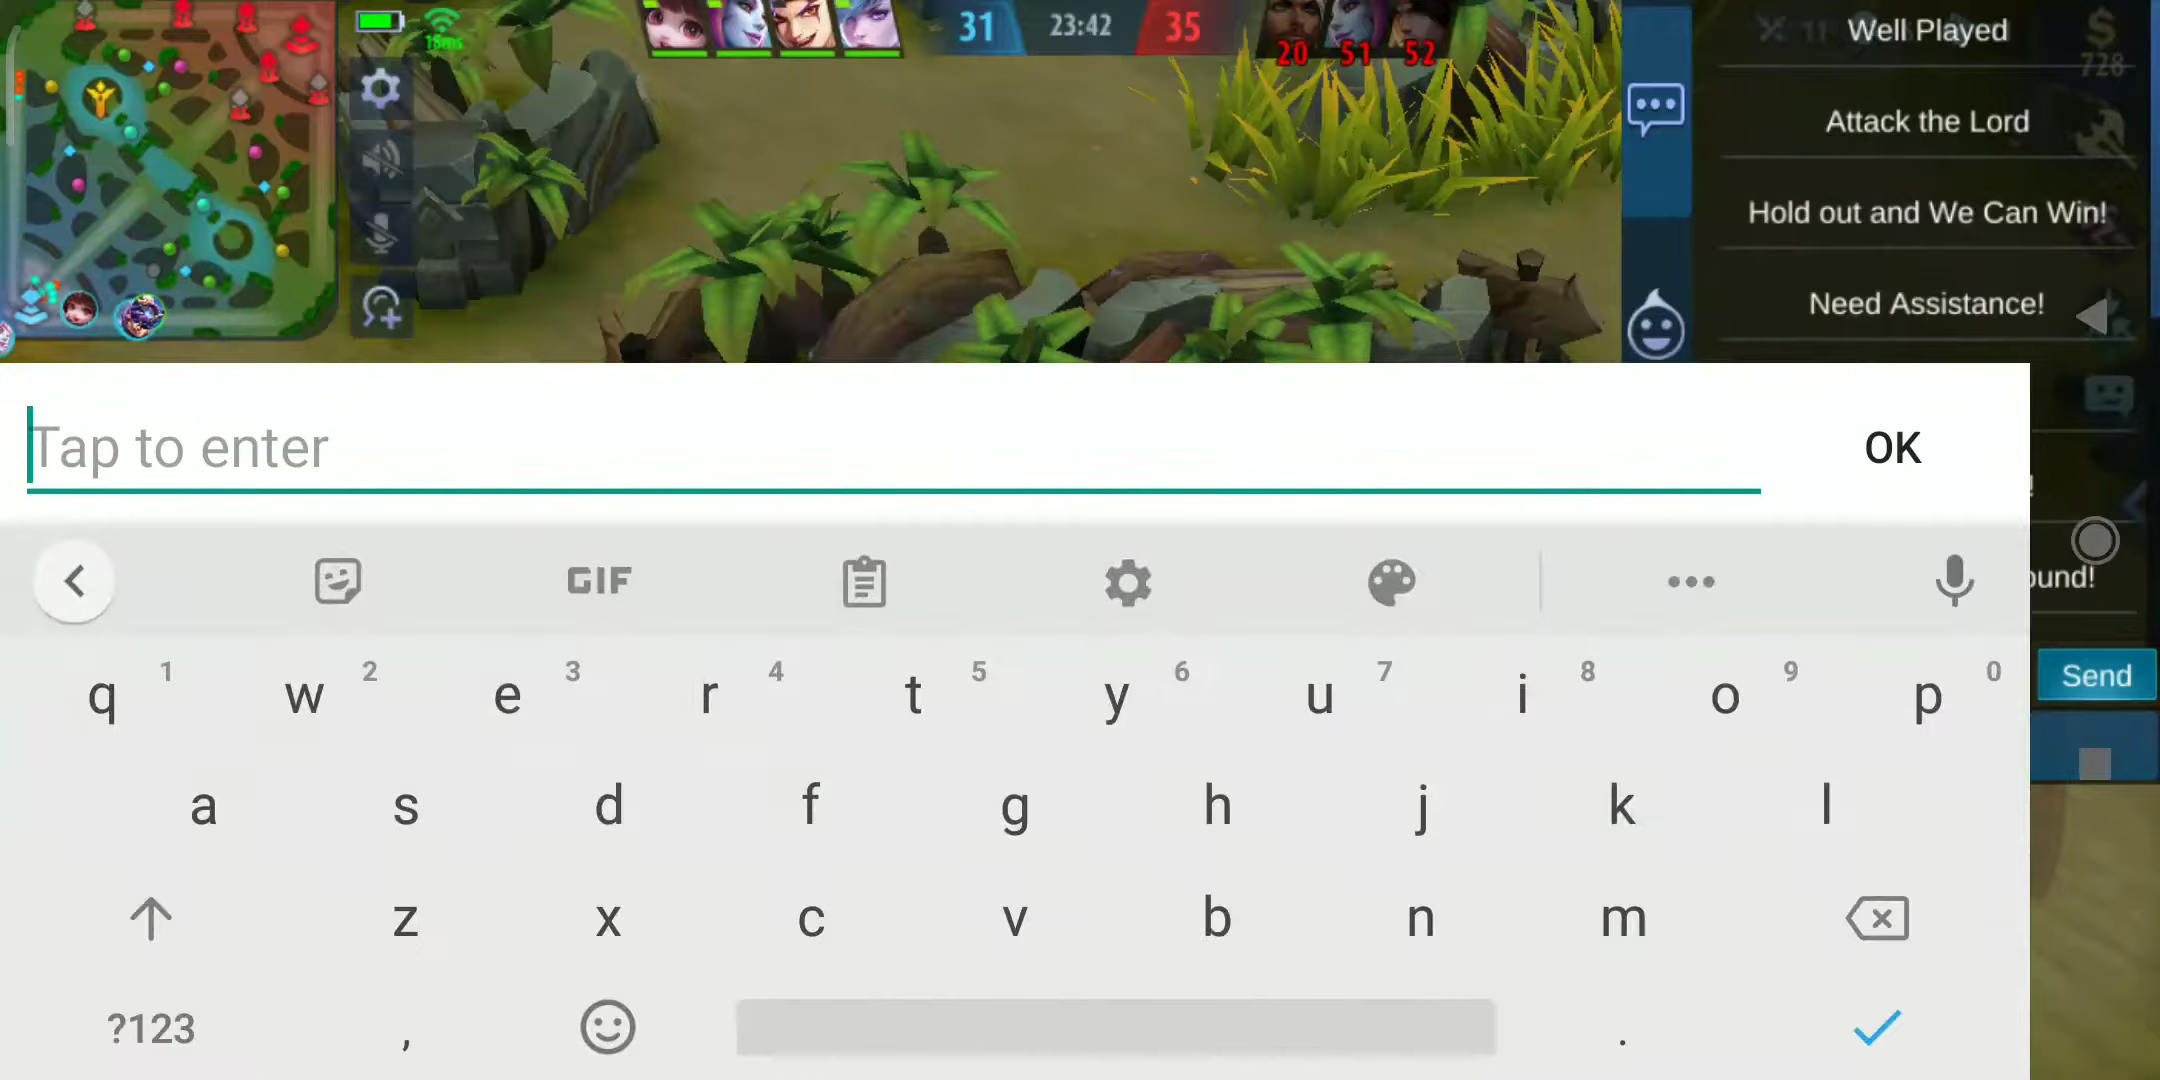 18ms
31
23:42
35
20
51
52
Well Played
728
Attack the Lord
Hold out and We Can Win!
Need Assistance!
Tap to enter
OK
!
ound!
GIF
Send
q 1 w 2 e 3 r 4 t 5 y 6 u 7 i 8 o 9 p 0
a s d f g h j k l
z x c v b n m
?123 , .